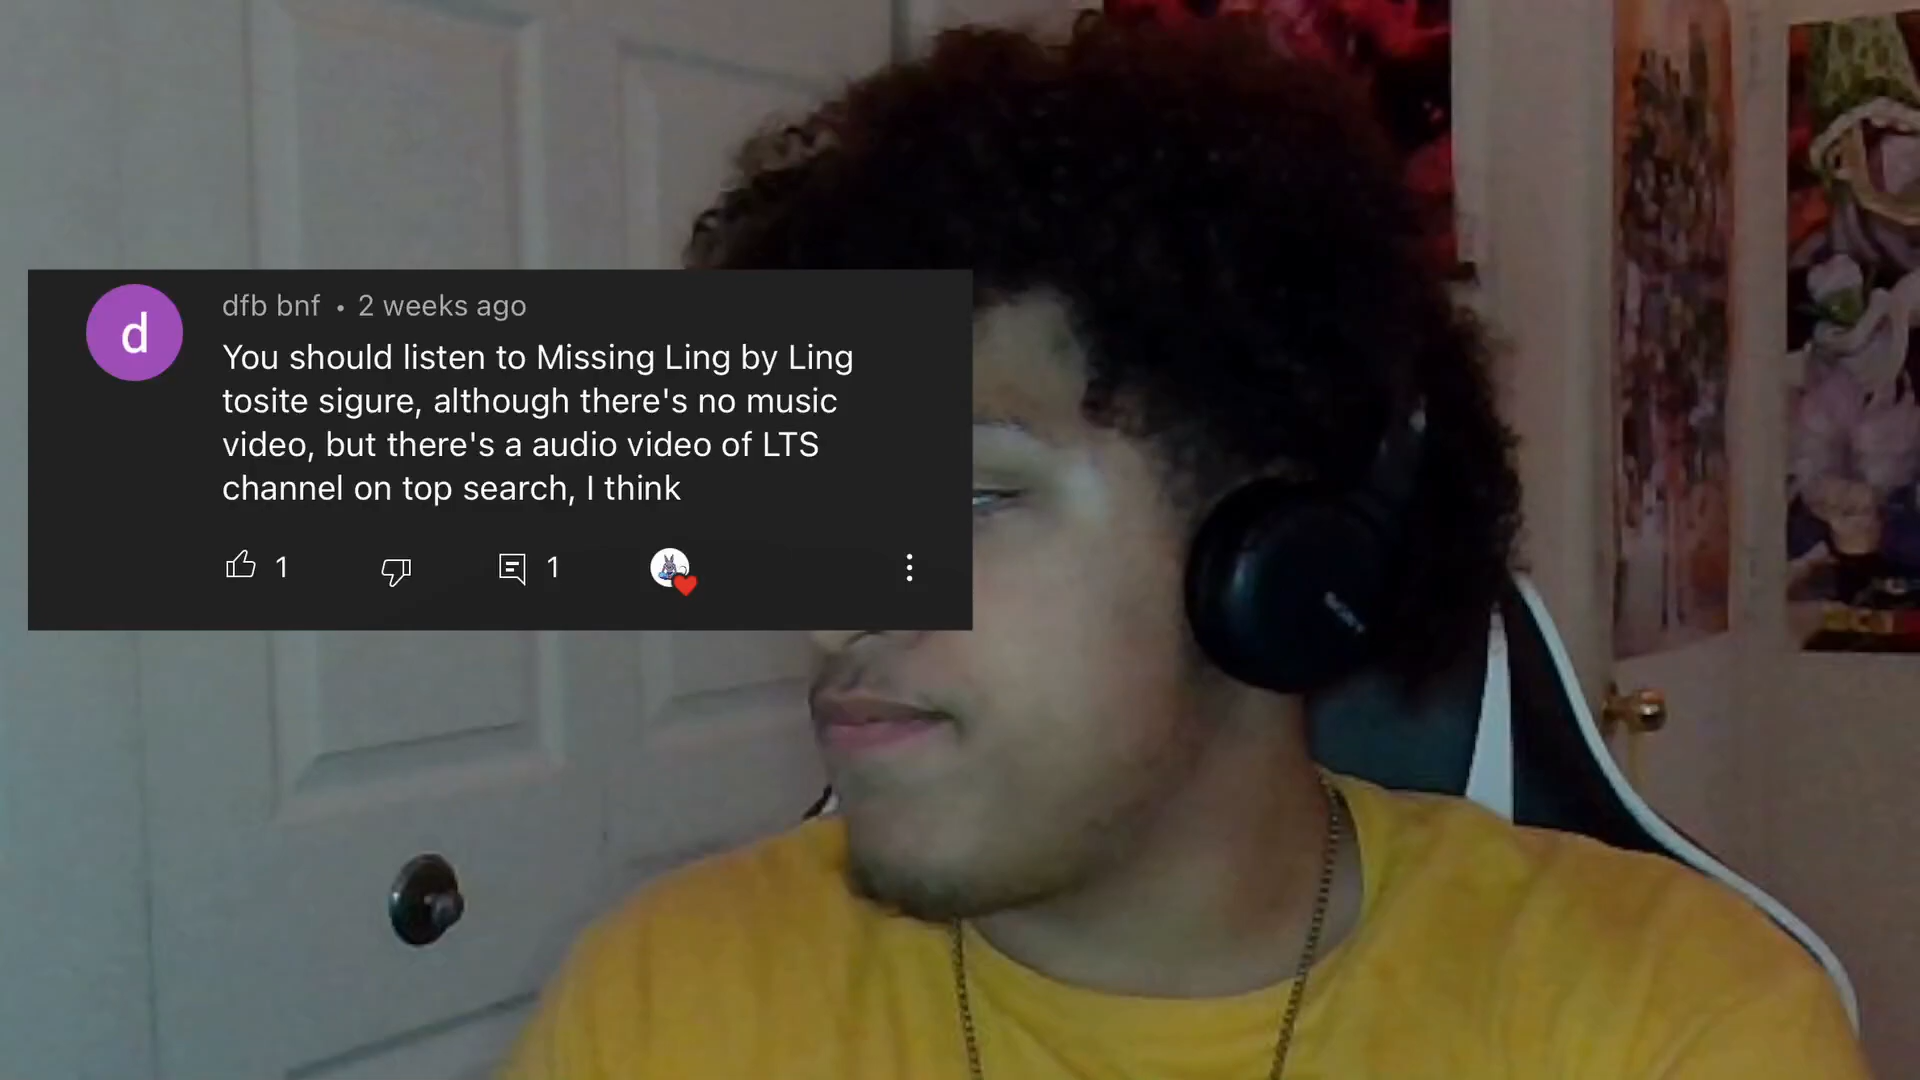 d
dfb bnf • 2 weeks ago
You should listen to Missing Ling by Ling
tosite sigure, although there's no music
video, but there's a audio video of LTS
channel on top search, I think
1
1